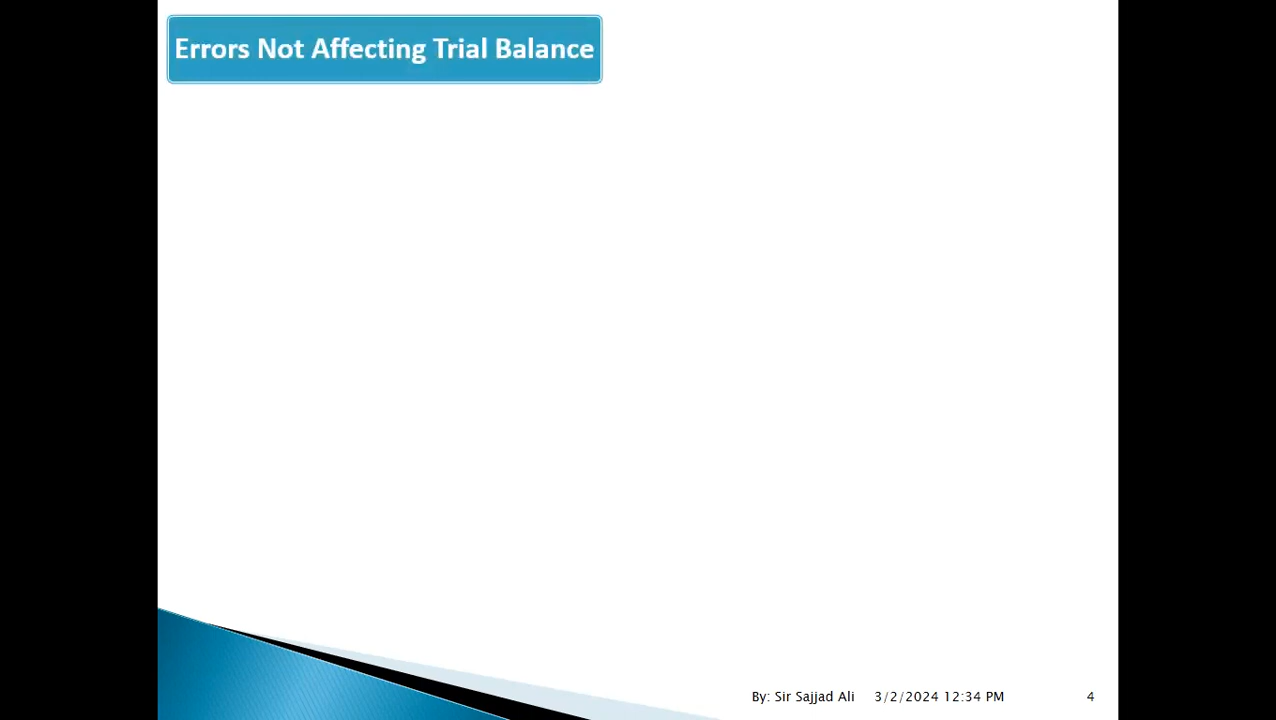 Errors Not Affecting Trial Balance
By: Sir Sajjad Ali 3/2/2024 12:34 PM 4